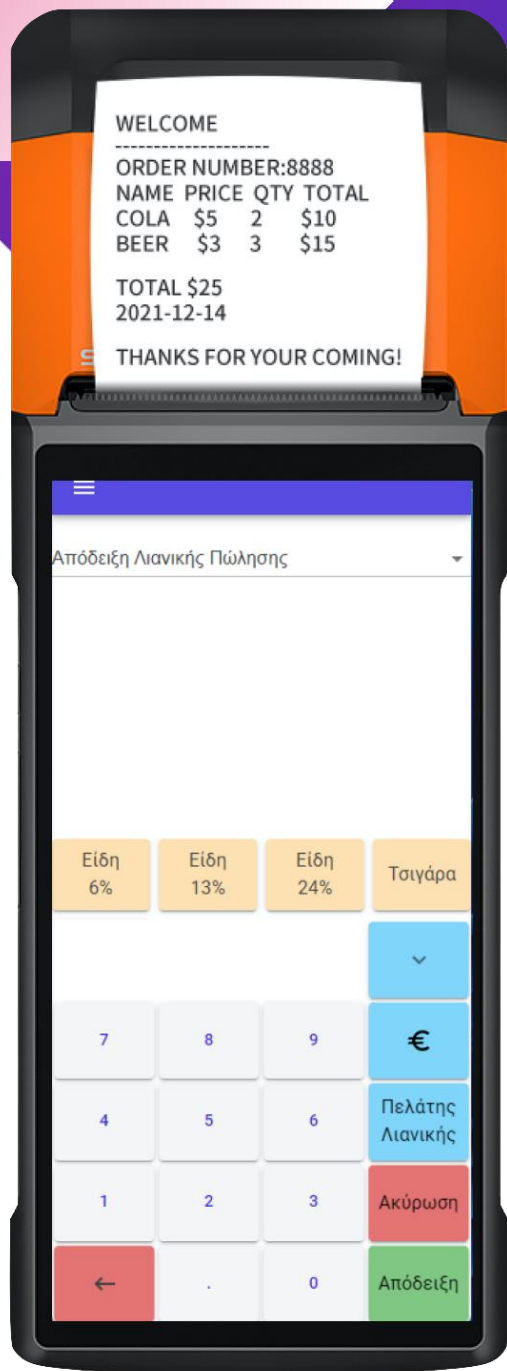 WELCOME
--------------------
ORDER NUMBER:8888
NAME PRICE QTY TOTAL
COLA $5 2 $10
BEER $3 3 $15
TOTAL $25
2021-12-14
S
THANKS FOR YOUR COMING!
Απόδειξη Λιανικής Πώλησης
Είδη 6%
Είδη 13%
Είδη 24%
Τσιγάρα
7 8 9 €
4 5 6 Πελάτης Λιανικής
1 2 3 Ακύρωση
← . 0 Απόδειξη